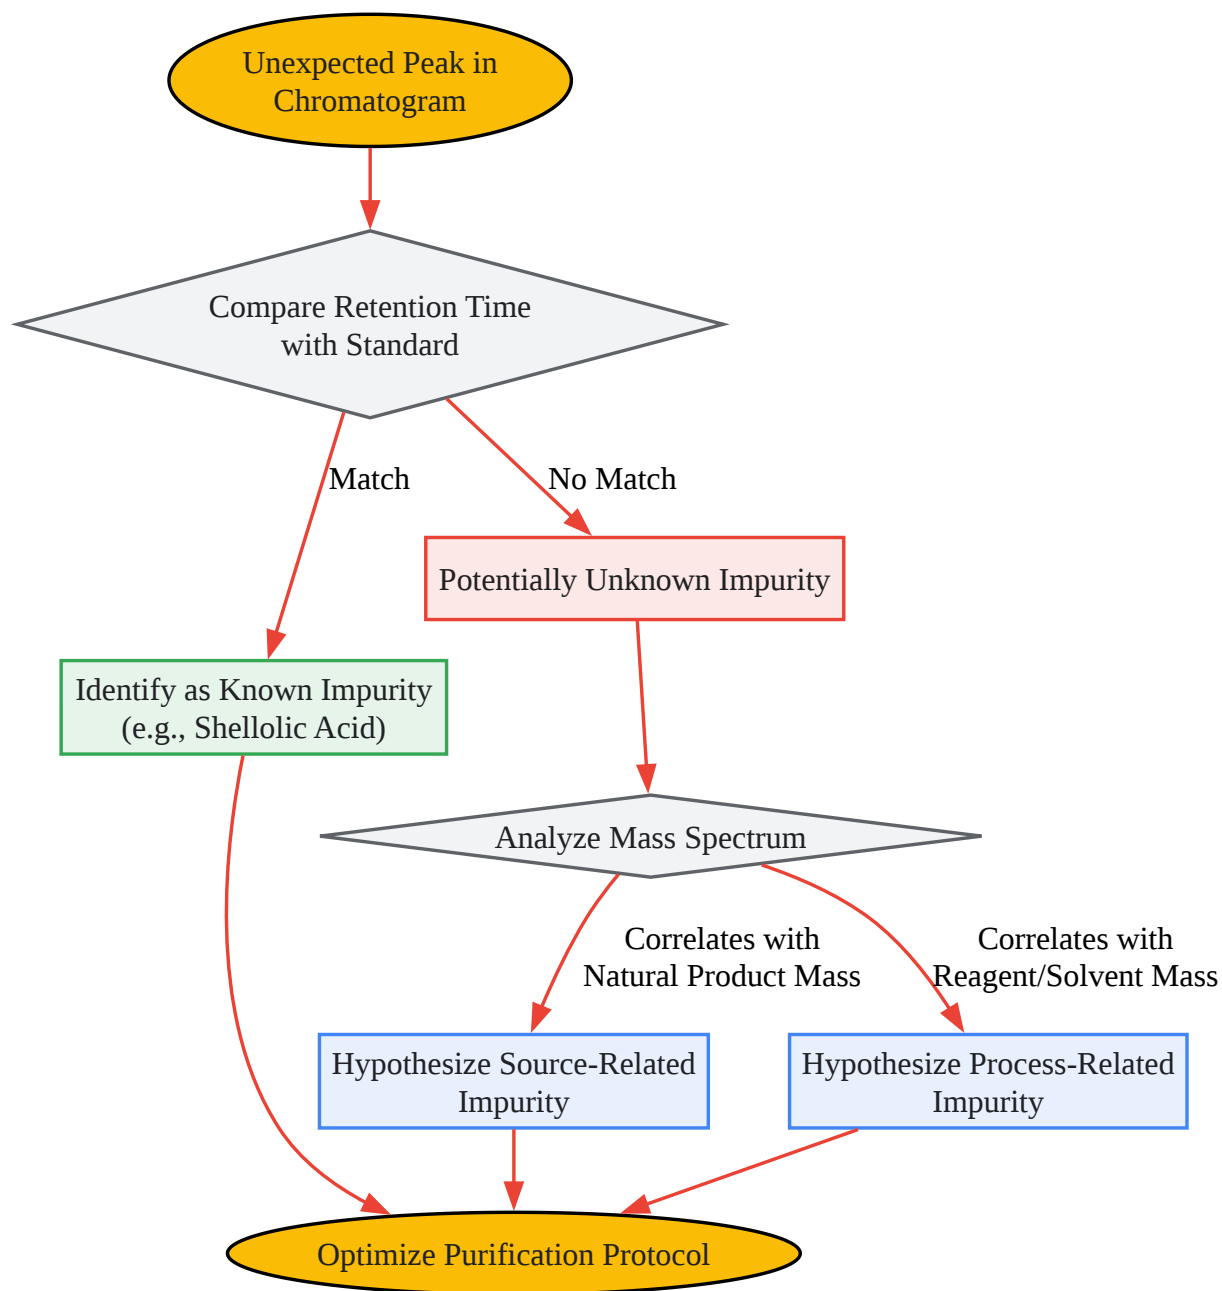 Unexpected Peak in
Chromatogram
Compare Retention Time
with Standard
Match
No Match
Potentially Unknown Impurity
Identify as Known Impurity
(e.g., Shellolic Acid)
Analyze Mass Spectrum
Correlates with
Natural Product Mass
Correlates with
Reagent/Solvent Mass
Hypothesize Source-Related
Impurity
Hypothesize Process-Related
Impurity
Optimize Purification Protocol